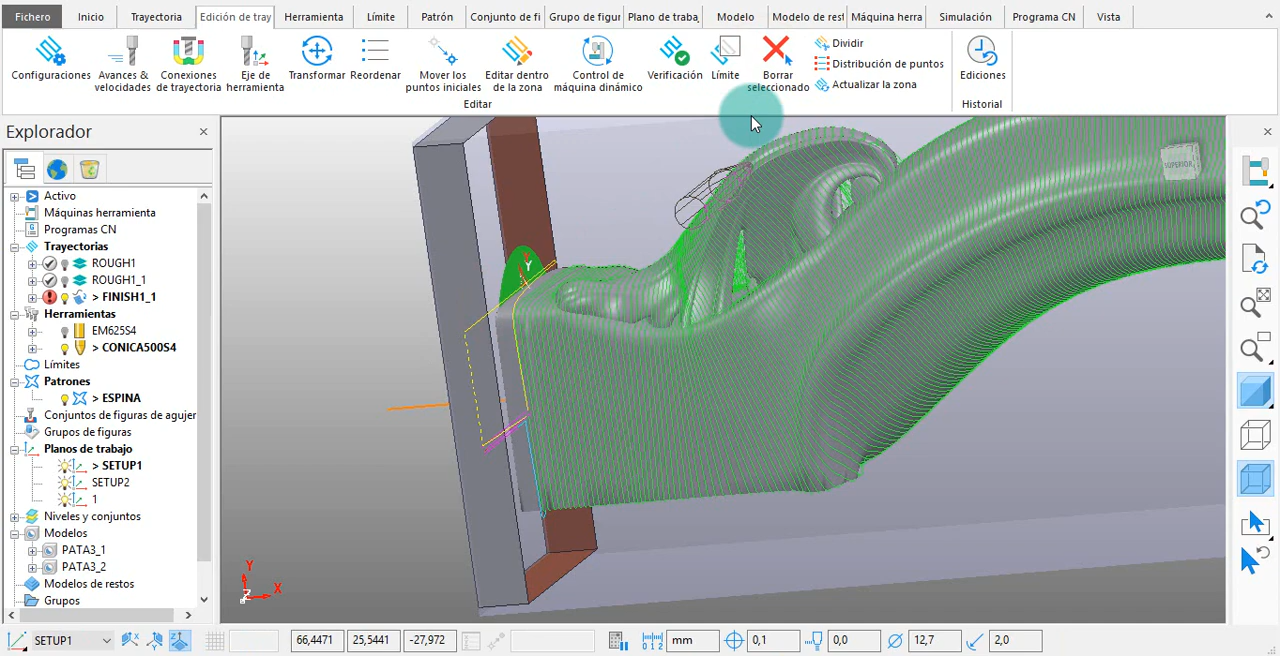 Fichero
Inicio
Trayectoria
Edición de tray
Herramienta
Límite
Patrón
Conjunto de fi
Grupo de figur
Plano de traba
Modelo
Modelo de rest
Máquina herra
Simulación
Programa CN
Vista
Configuraciones
Avances &
velocidades
Conexiones
de trayectoria
Eje de
herramienta
Transformar
Reordenar
Mover los
puntos iniciales
Editar dentro
de la zona
Control de
máquina dinámico
Verificación
Límite
Borrar
seleccionado
Dividir
Distribución de puntos
Actualizar la zona
Ediciones
Editar
Historial
Explorador
Activo
Máquinas herramienta
Programas CN
Trayectorias
ROUGH1
ROUGH1_1
> FINISH1_1
Herramientas
EM625S4
> CONICA500S4
Límites
Patrones
> ESPINA
Conjuntos de figuras de agujer
Grupos de figuras
Planos de trabajo
> SETUP1
SETUP2
1
Niveles y conjuntos
Modelos
PATA3_1
PATA3_2
Modelos de restos
Grupos
SUPERIOR
Y
Y
X
Z
SETUP1
66,4471
25,5441
-27,972
mm
0,1
0,0
12,7
2,0